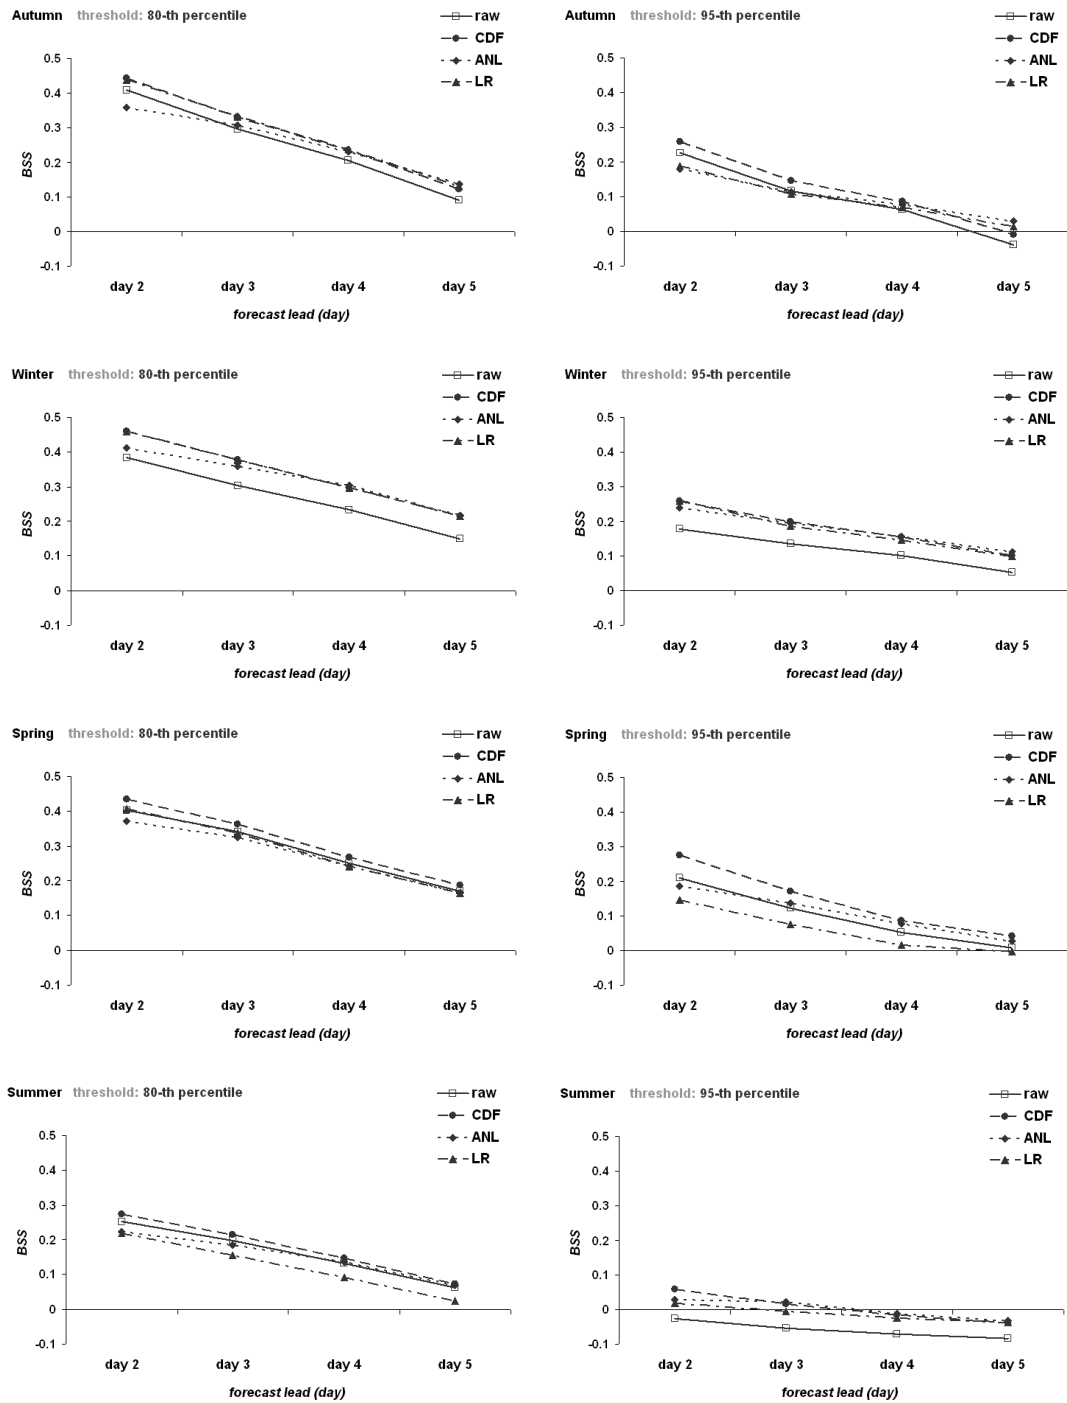 Autumn threshold: 80-th percentile
raw
CDF
ANL
LR
0.5
0.4
0.3
0.2
0.1
0
-0.1
BSS
day 2 day 3 day 4 day 5
forecast lead (day)
Autumn threshold: 95-th percentile
raw
CDF
ANL
LR
0.5
0.4
0.3
0.2
0.1
0
-0.1
BSS
day 2 day 3 day 4 day 5
forecast lead (day)
Winter threshold: 80-th percentile
raw
CDF
ANL
LR
0.5
0.4
0.3
0.2
0.1
0
-0.1
BSS
day 2 day 3 day 4 day 5
forecast lead (day)
Winter threshold: 95-th percentile
raw
CDF
ANL
LR
0.5
0.4
0.3
0.2
0.1
0
-0.1
BSS
day 2 day 3 day 4 day 5
forecast lead (day)
Spring threshold: 80-th percentile
raw
CDF
ANL
LR
0.5
0.4
0.3
0.2
0.1
0
-0.1
BSS
day 2 day 3 day 4 day 5
forecast lead (day)
Spring threshold: 95-th percentile
raw
CDF
ANL
LR
0.5
0.4
0.3
0.2
0.1
0
-0.1
BSS
day 2 day 3 day 4 day 5
forecast lead (day)
Summer threshold: 80-th percentile
raw
CDF
ANL
LR
0.5
0.4
0.3
0.2
0.1
0
-0.1
BSS
day 2 day 3 day 4 day 5
forecast lead (day)
Summer threshold: 95-th percentile
raw
CDF
ANL
LR
0.5
0.4
0.3
0.2
0.1
0
-0.1
BSS
day 2 day 3 day 4 day 5
forecast lead (day)